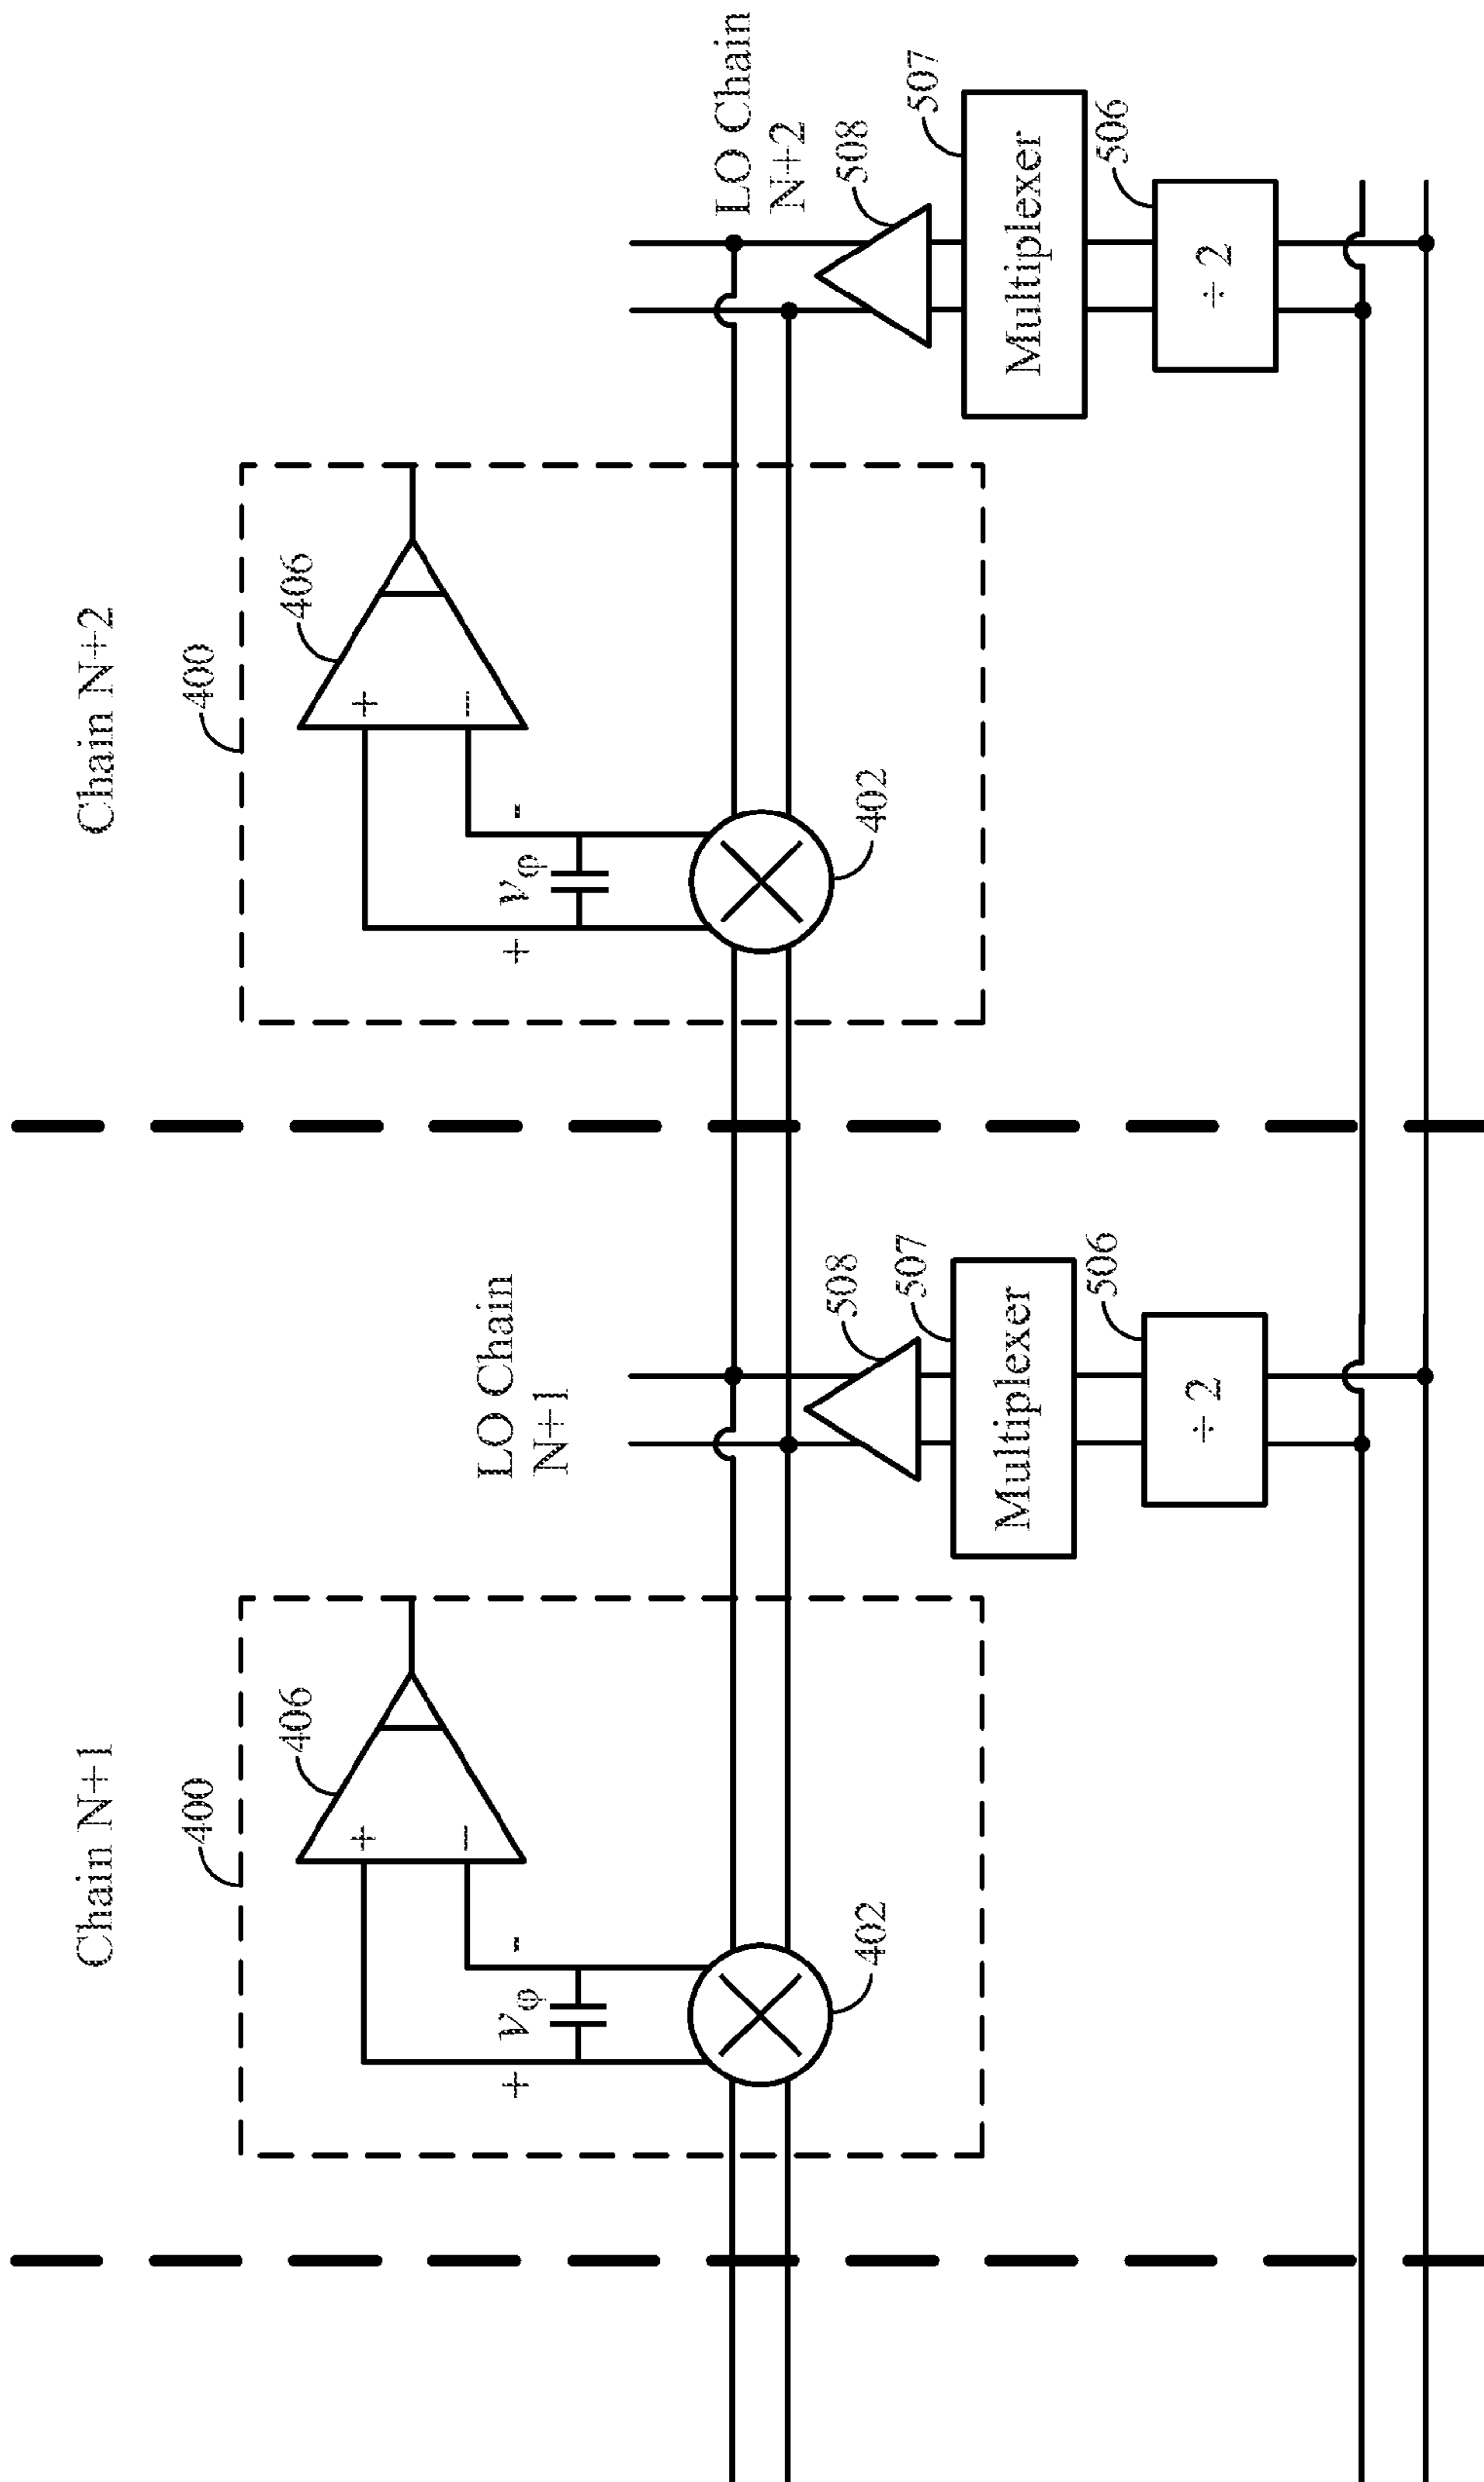 Chain N+1
400
406
+
−
+
vφ
-
402
LO Chain
N+1
508
507
Multiplexer
506
÷ 2
Chain N+2
400
406
+
−
+
vφ
-
402
LO Chain
N+2
508
507
Multiplexer
506
÷ 2